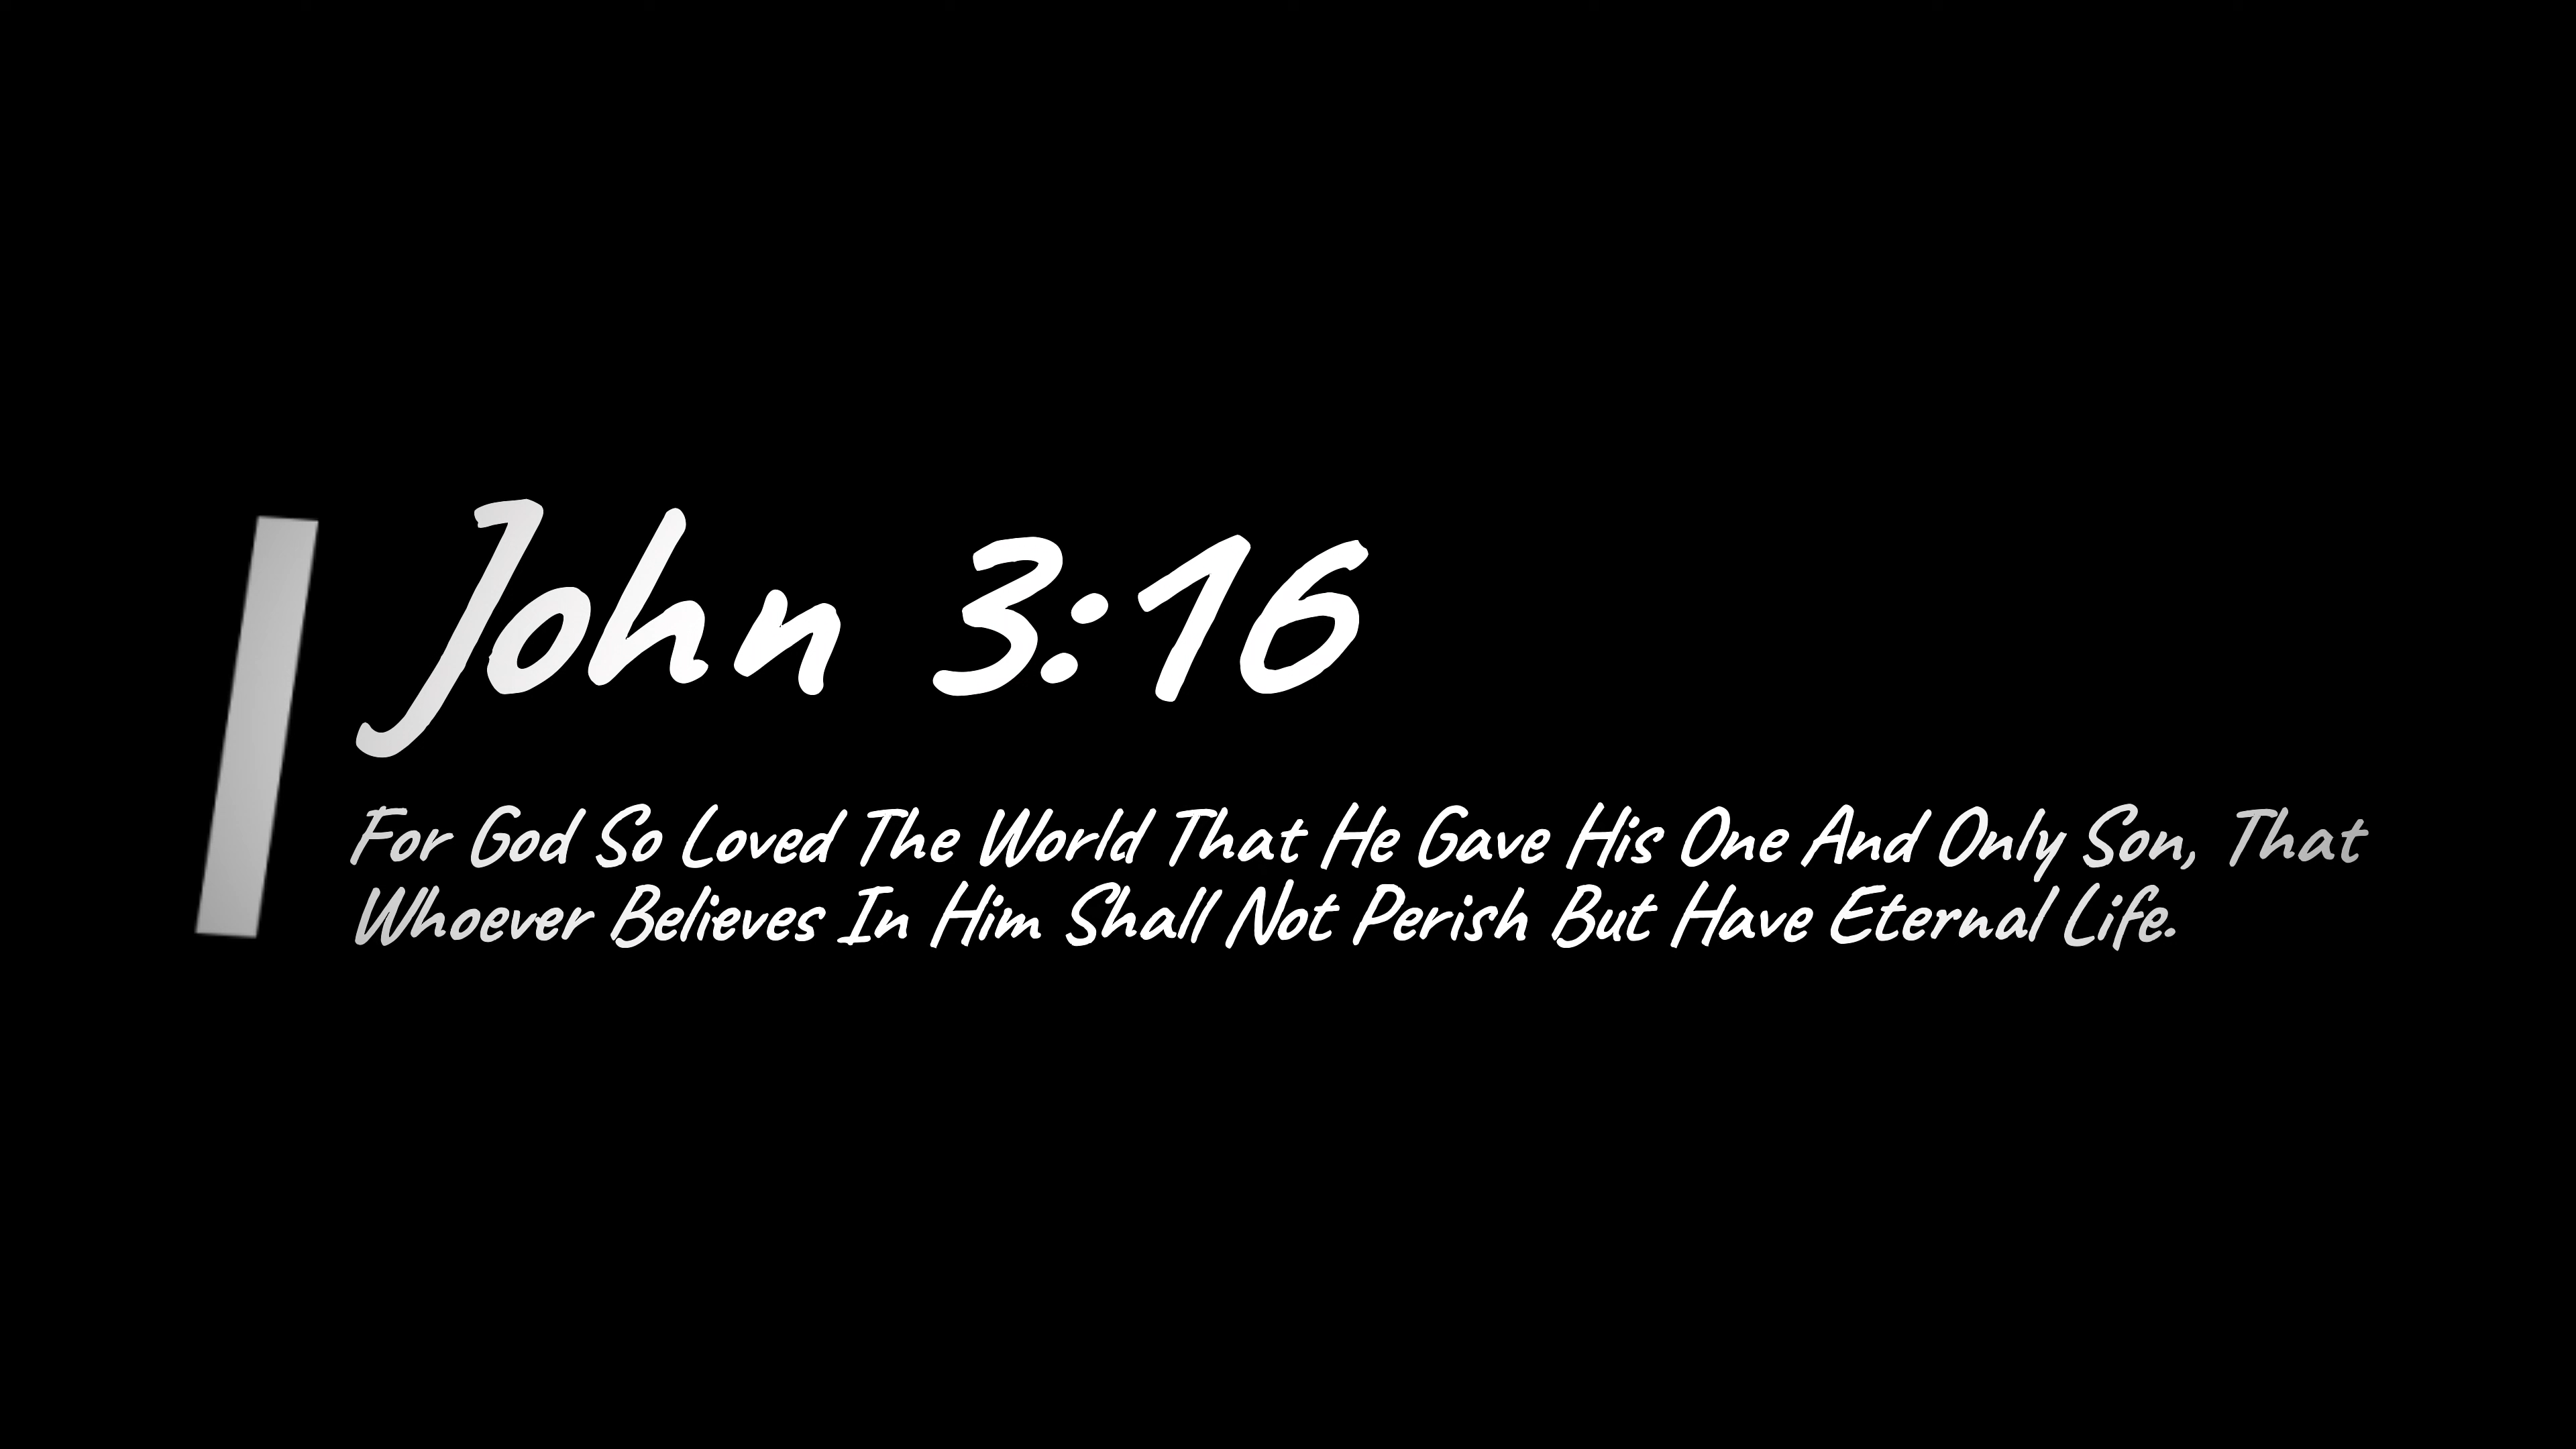 John 3:16
For God So Loved The World That He Gave His One And Only Son, That
Whoever Believes In Him Shall Not Perish But Have Eternal Life.